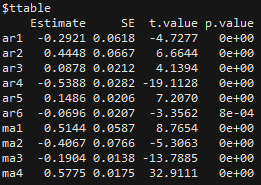 $ttable
Estimate SE t.value p.value
ar1 -0.2921 0.0618 -4.7277 0e+00
ar2 0.4448 0.0667 6.6644 0e+00
ar3 0.0878 0.0212 4.1394 0e+00
ar4 -0.5388 0.0282 -19.1128 0e+00
ar5 0.1486 0.0206 7.2070 0e+00
ar6 -0.0696 0.0207 -3.3562 8e-04
ma1 0.5144 0.0587 8.7654 0e+00
ma2 -0.4067 0.0766 -5.3063 0e+00
ma3 -0.1904 0.0138 -13.7885 0e+00
ma4 0.5775 0.0175 32.9111 0e+00